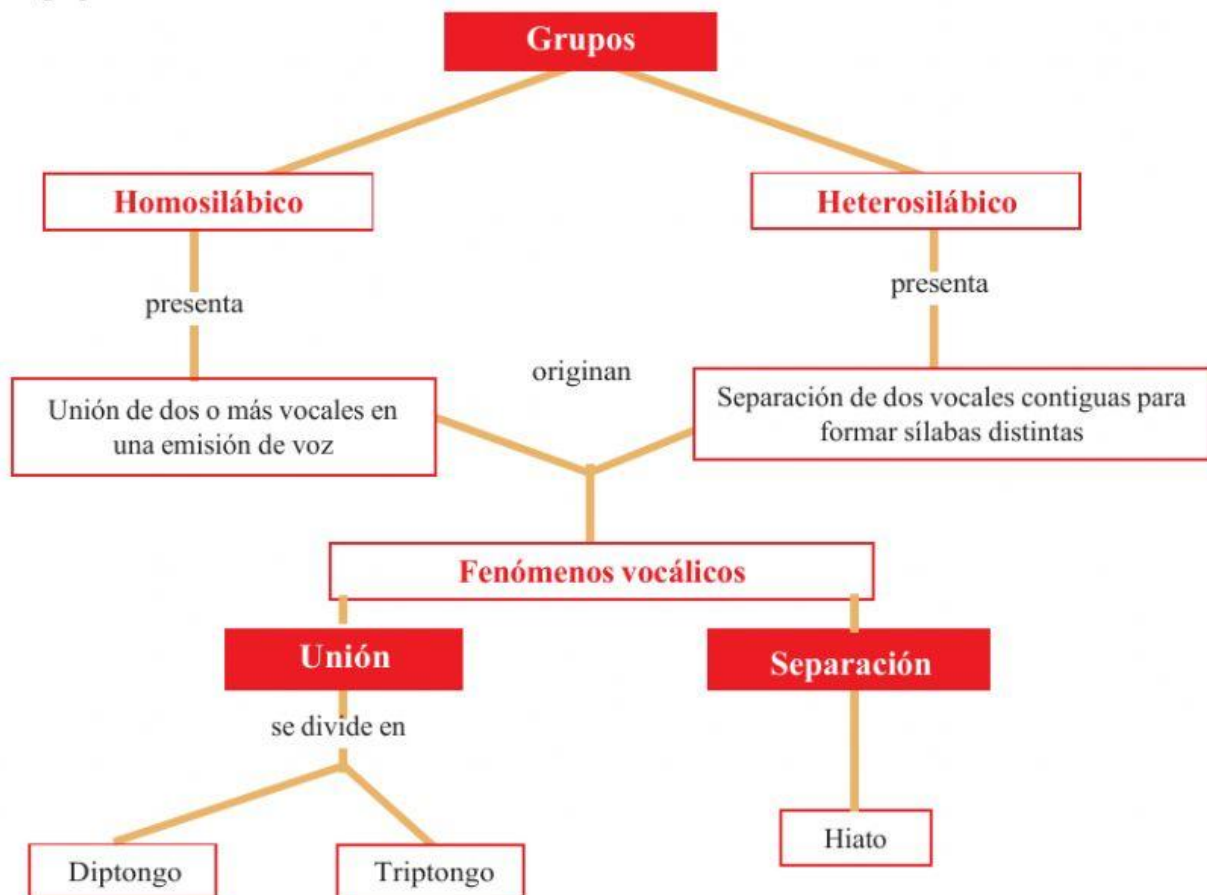 Grupos
Homosilábico
Heterosilábico
presenta
presenta
originan
Unión de dos o más vocales en
una emisión de voz
Separación de dos vocales contiguas para
formar sílabas distintas
Fenómenos vocálicos
Unión
Separación
se divide en
Hiato
Diptongo
Triptongo